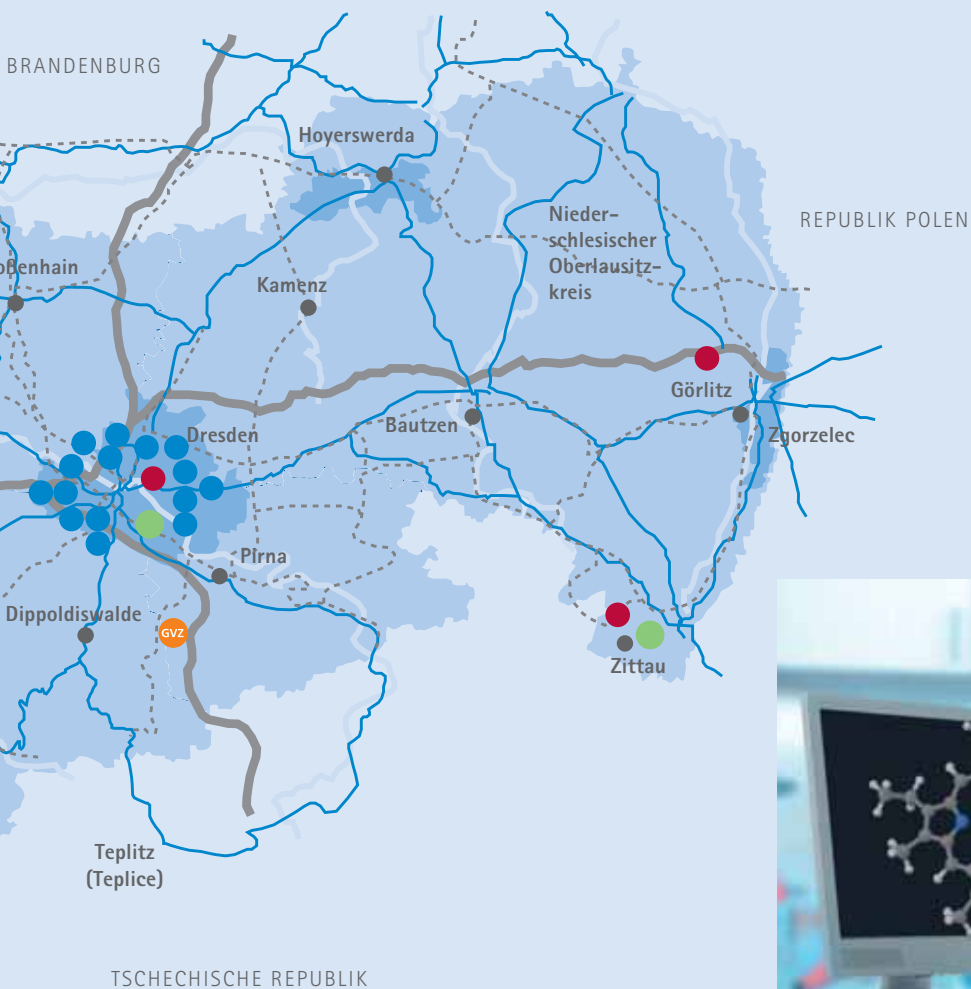 BRANDENBURG
Hoyerswerda
REPUBLIK POLEN
Nieder-
schlesischer
Oberlausitz-
kreis
oßenhain
Kamenz
Görlitz
Bautzen
Zgorzelec
Dresden
Pirna
Dippoldiswalde
GVZ
Zittau
Teplitz
(Teplice)
TSCHECHISCHE REPUBLIK